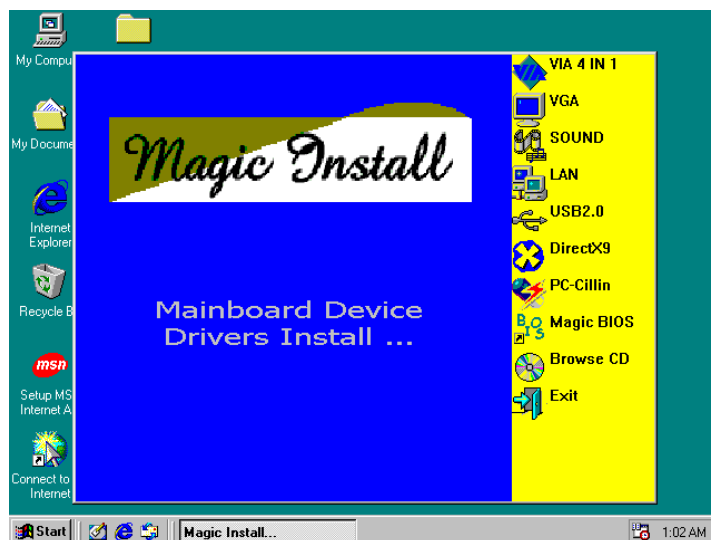 My Compu
My Docume
Internet
Explorer
Recycle B
msn
Setup MS
Internet A
Connect to
Internet
Magic Install
Mainboard Device
Drivers Install ...
VIA 4 IN 1
VGA
SOUND
LAN
USB2.0
DirectX9
PC-Cillin
BIOS
Magic BIOS
Browse CD
Exit
Start
Magic Install...
1:02 AM